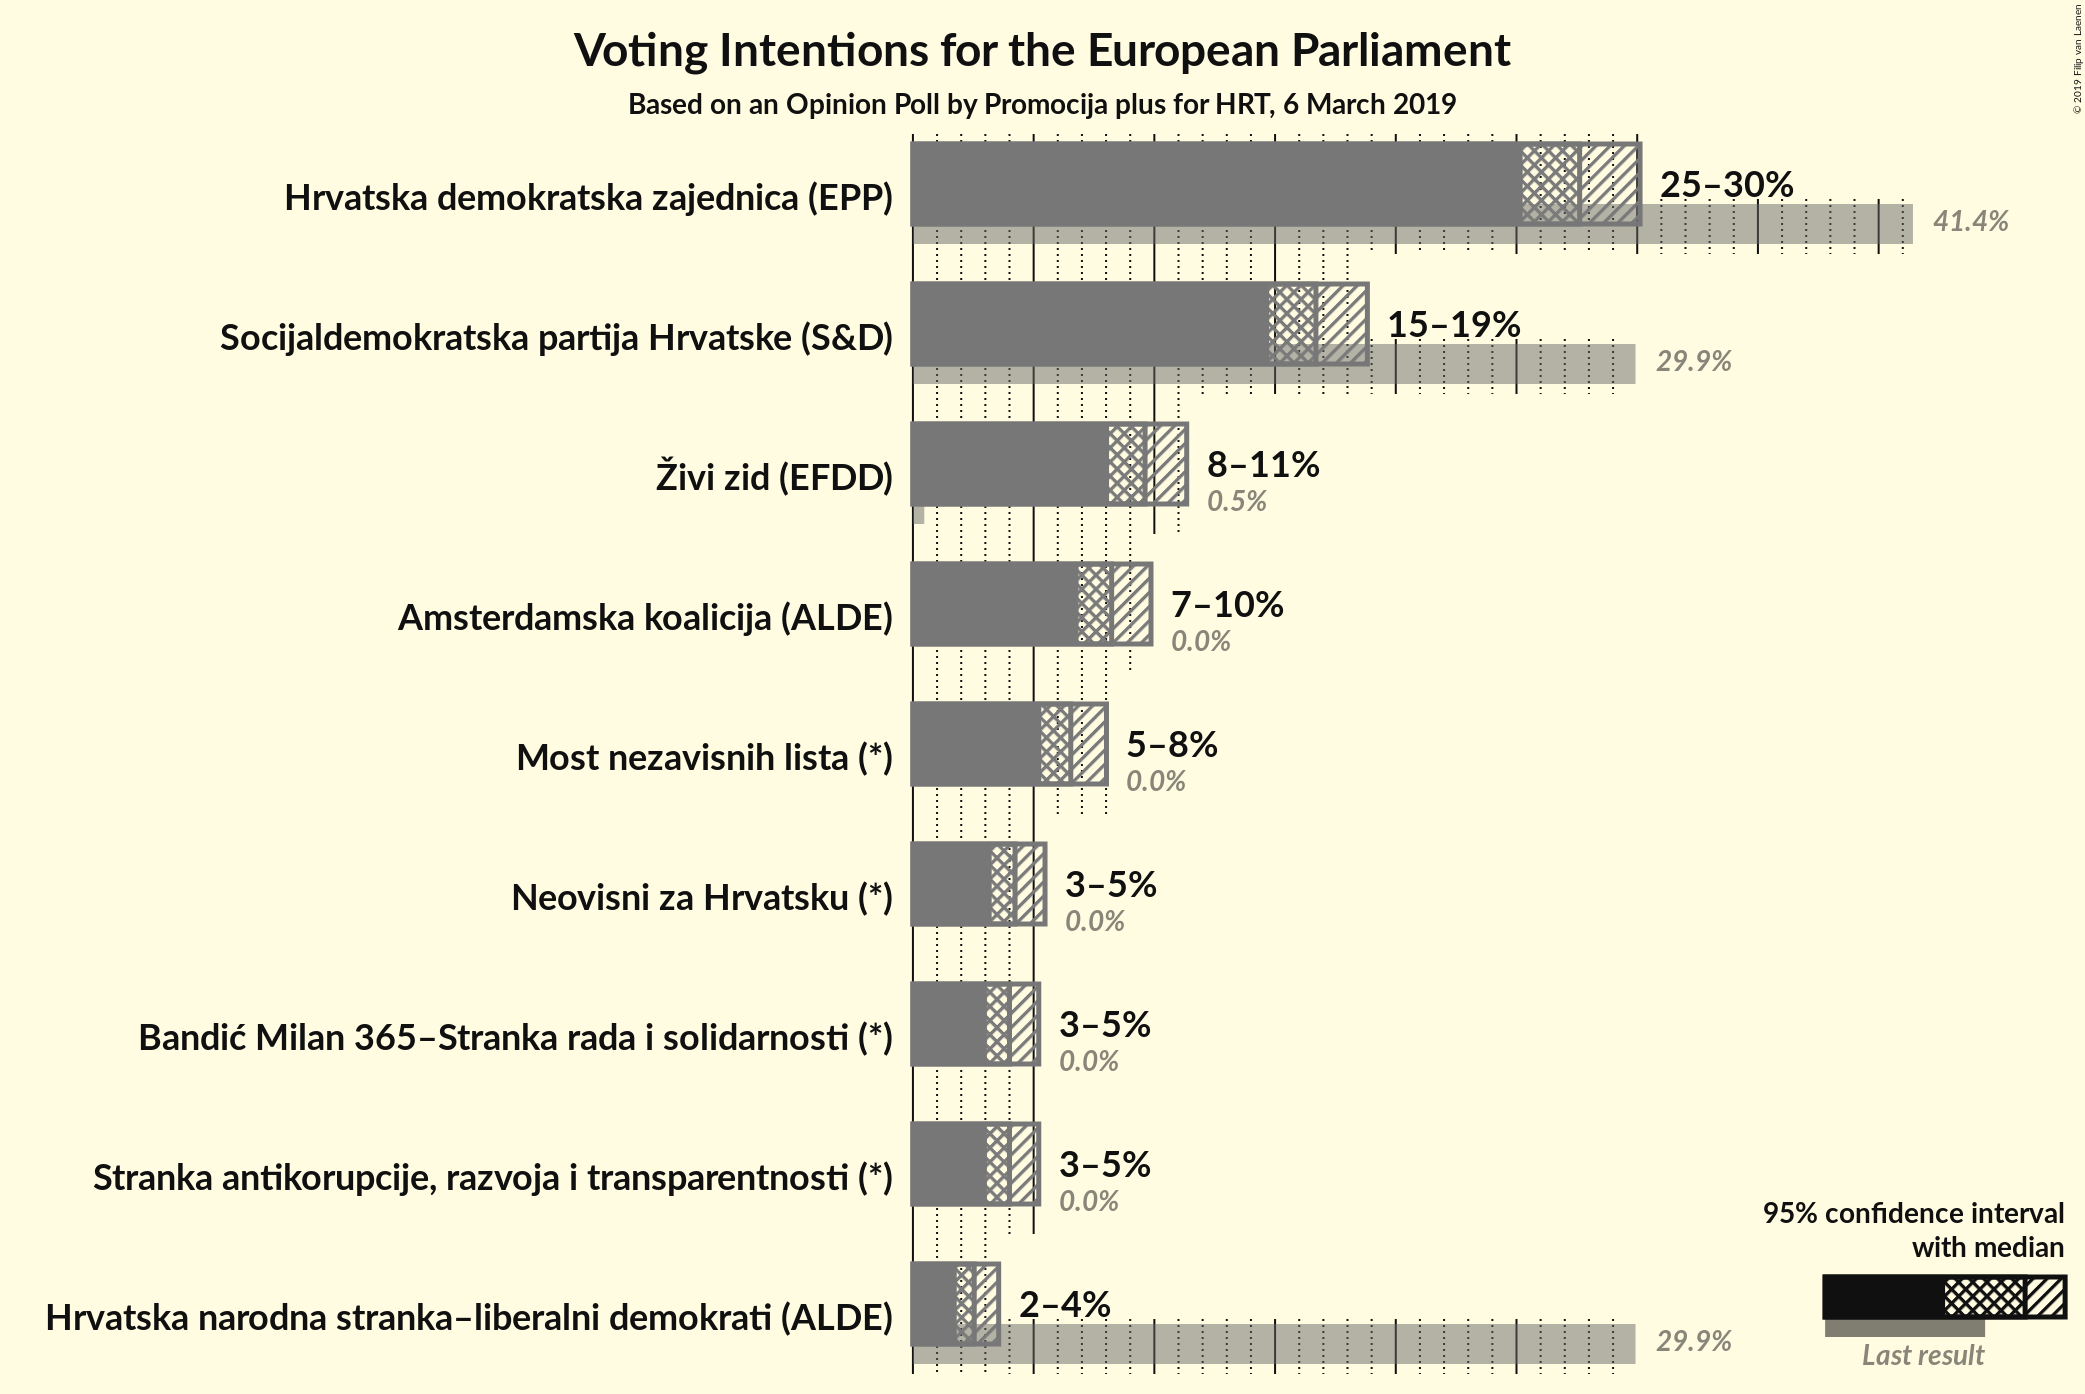 Voting Intentions for the European Parliament
Based on an Opinion Poll by Promocija plus for HRT, 6 March 2019
© 2019 Filip van Laenen
Hrvatska demokratska zajednica (EPP)
25–30%
41.4%
Socijaldemokratska partija Hrvatske (S&D)
15–19%
29.9%
Živi zid (EFDD)
8–11%
0.5%
Amsterdamska koalicija (ALDE)
7–10%
0.0%
Most nezavisnih lista (*)
5–8%
0.0%
Neovisni za Hrvatsku (*)
3–5%
0.0%
Bandić Milan 365–Stranka rada i solidarnosti (*)
3–5%
0.0%
Stranka antikorupcije, razvoja i transparentnosti (*)
3–5%
0.0%
Hrvatska narodna stranka–liberalni demokrati (ALDE)
2–4%
29.9%
95% confidence interval
with median
Last result